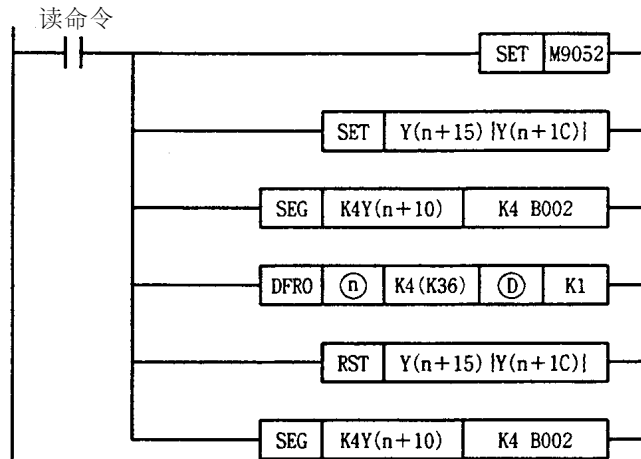 读命令
SET M9052
SET Y(n+15){Y(n+1C)}
SEG K4Y(n+10) K4 B002
DFRO ⓝ K4(K36) Ⓓ K1
RST Y(n+15){Y(n+1C)}
SEG K4Y(n+10) K4 B002